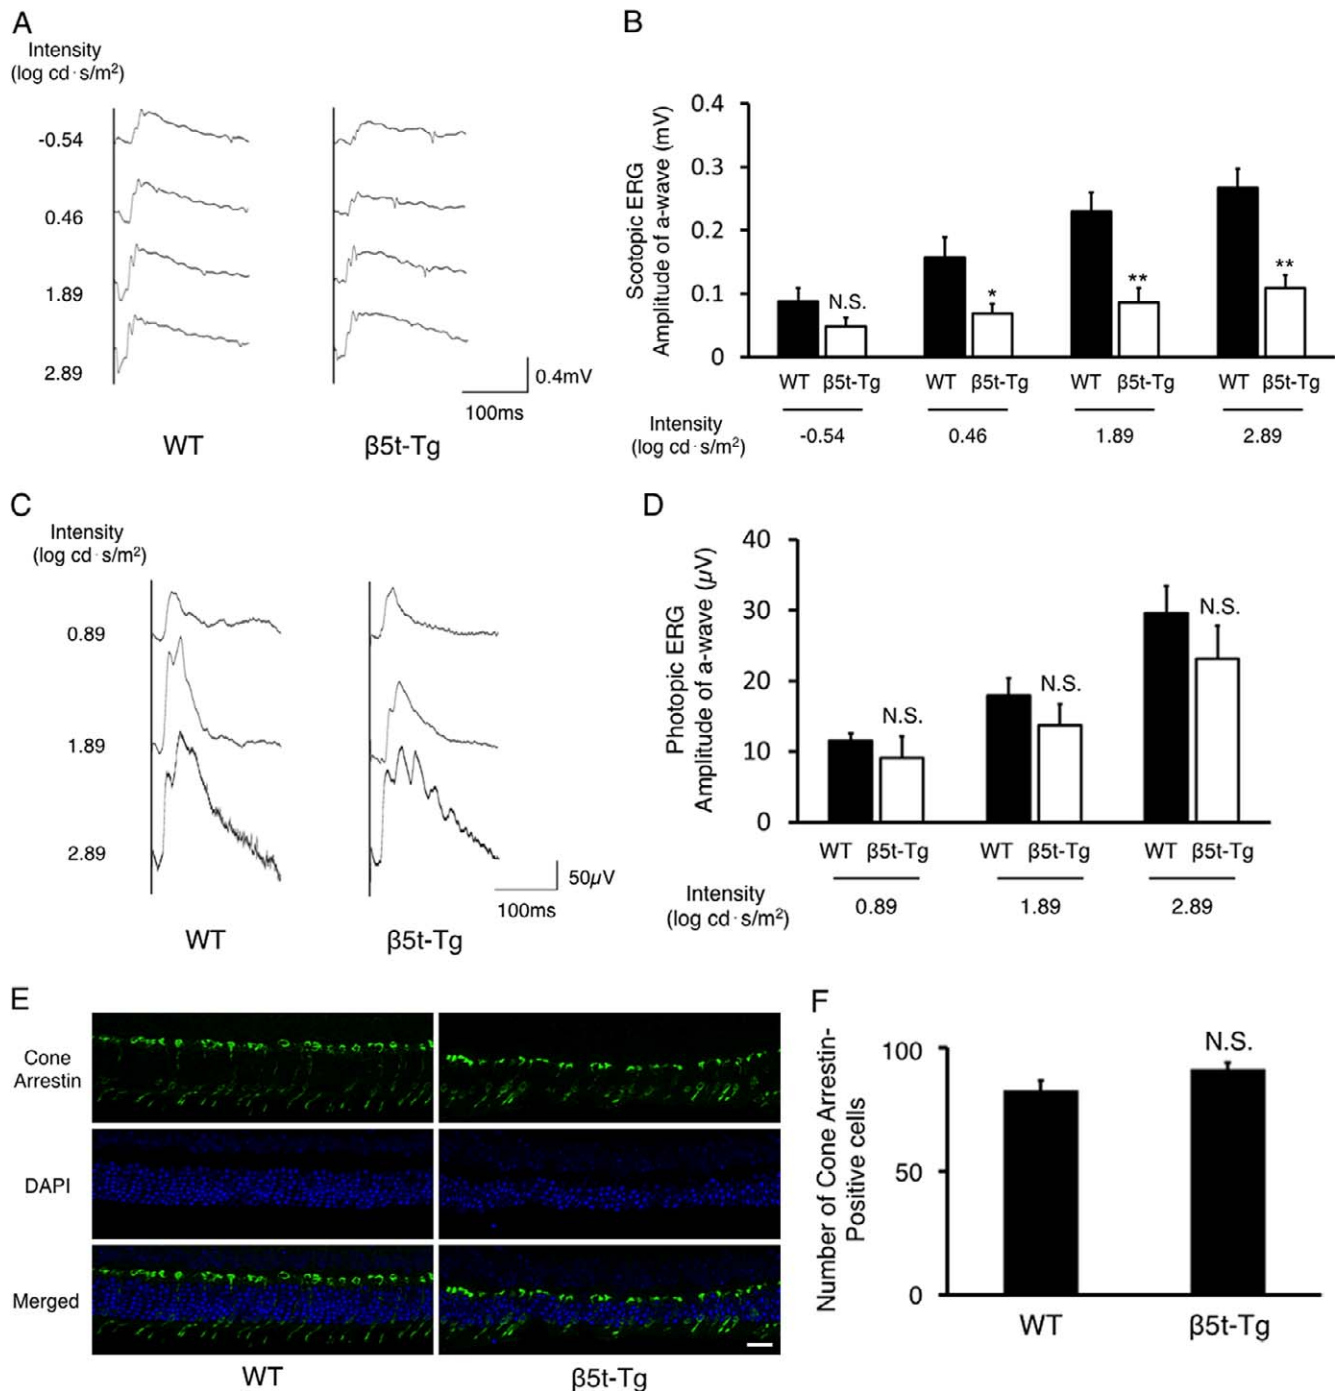 A
Intensity
(log cd·s/m²)
-0.54
0.46
1.89
2.89
0.4mV
100ms
WT
β5t-Tg
B
Scotopic ERG
Amplitude of a-wave (mV)
0.4
0.3
0.2
0.1
0
N.S.
*
**
**
WT β5t-Tg WT β5t-Tg WT β5t-Tg WT β5t-Tg
Intensity
(log cd·s/m²)
-0.54 0.46 1.89 2.89
C
Intensity
(log cd·s/m²)
0.89
1.89
2.89
50μV
100ms
WT
β5t-Tg
D
Photopic ERG
Amplitude of a-wave (μV)
40
30
20
10
0
N.S.
N.S.
N.S.
WT β5t-Tg WT β5t-Tg WT β5t-Tg
Intensity
(log cd·s/m²)
0.89 1.89 2.89
E
Cone
Arrestin
DAPI
Merged
WT
β5t-Tg
F
Number of Cone Arrestin-
Positive cells
100
50
0
N.S.
WT
β5t-Tg